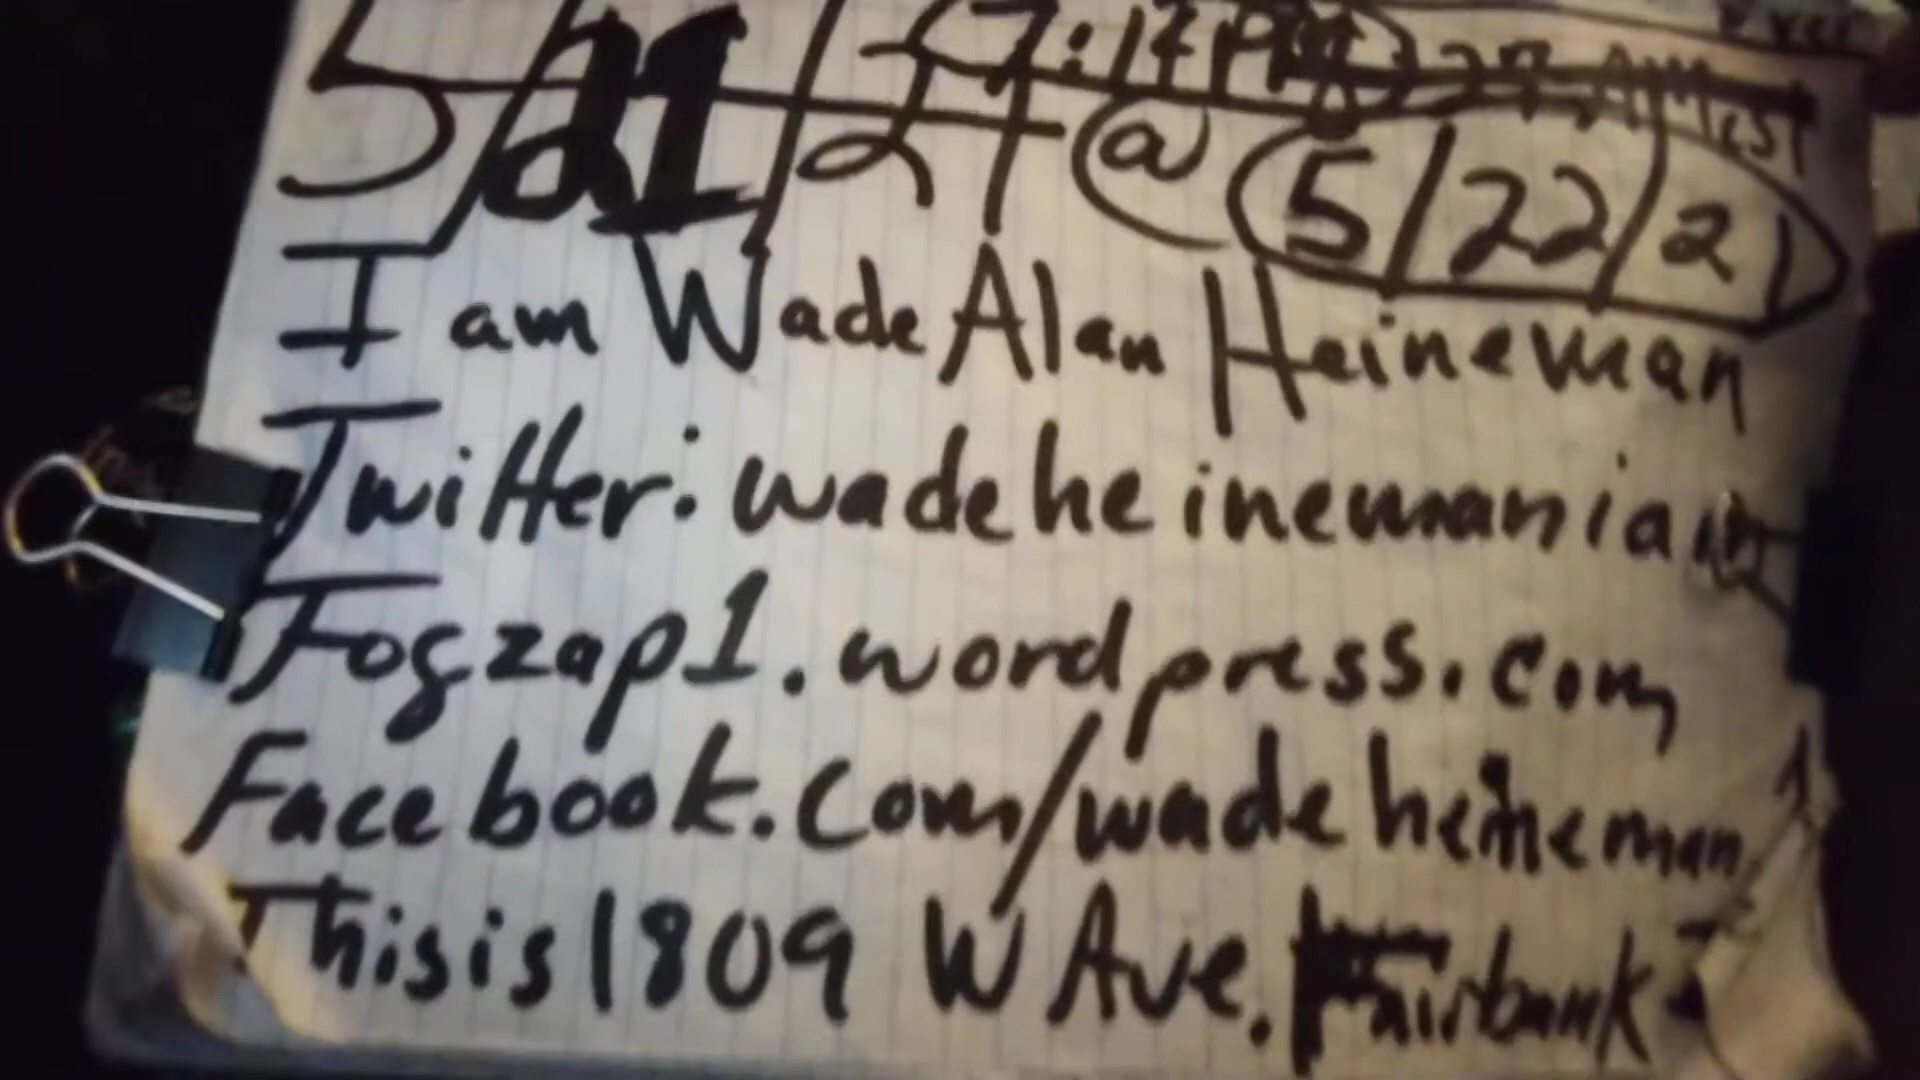 5/21/21 @
5/22/21
I am Wade Alan Heineman
Twitter: wadeheinemania
Fogzap1.wordpress.com
Facebook.com/wadeheineman
This is 1809 W Ave. Fairbank